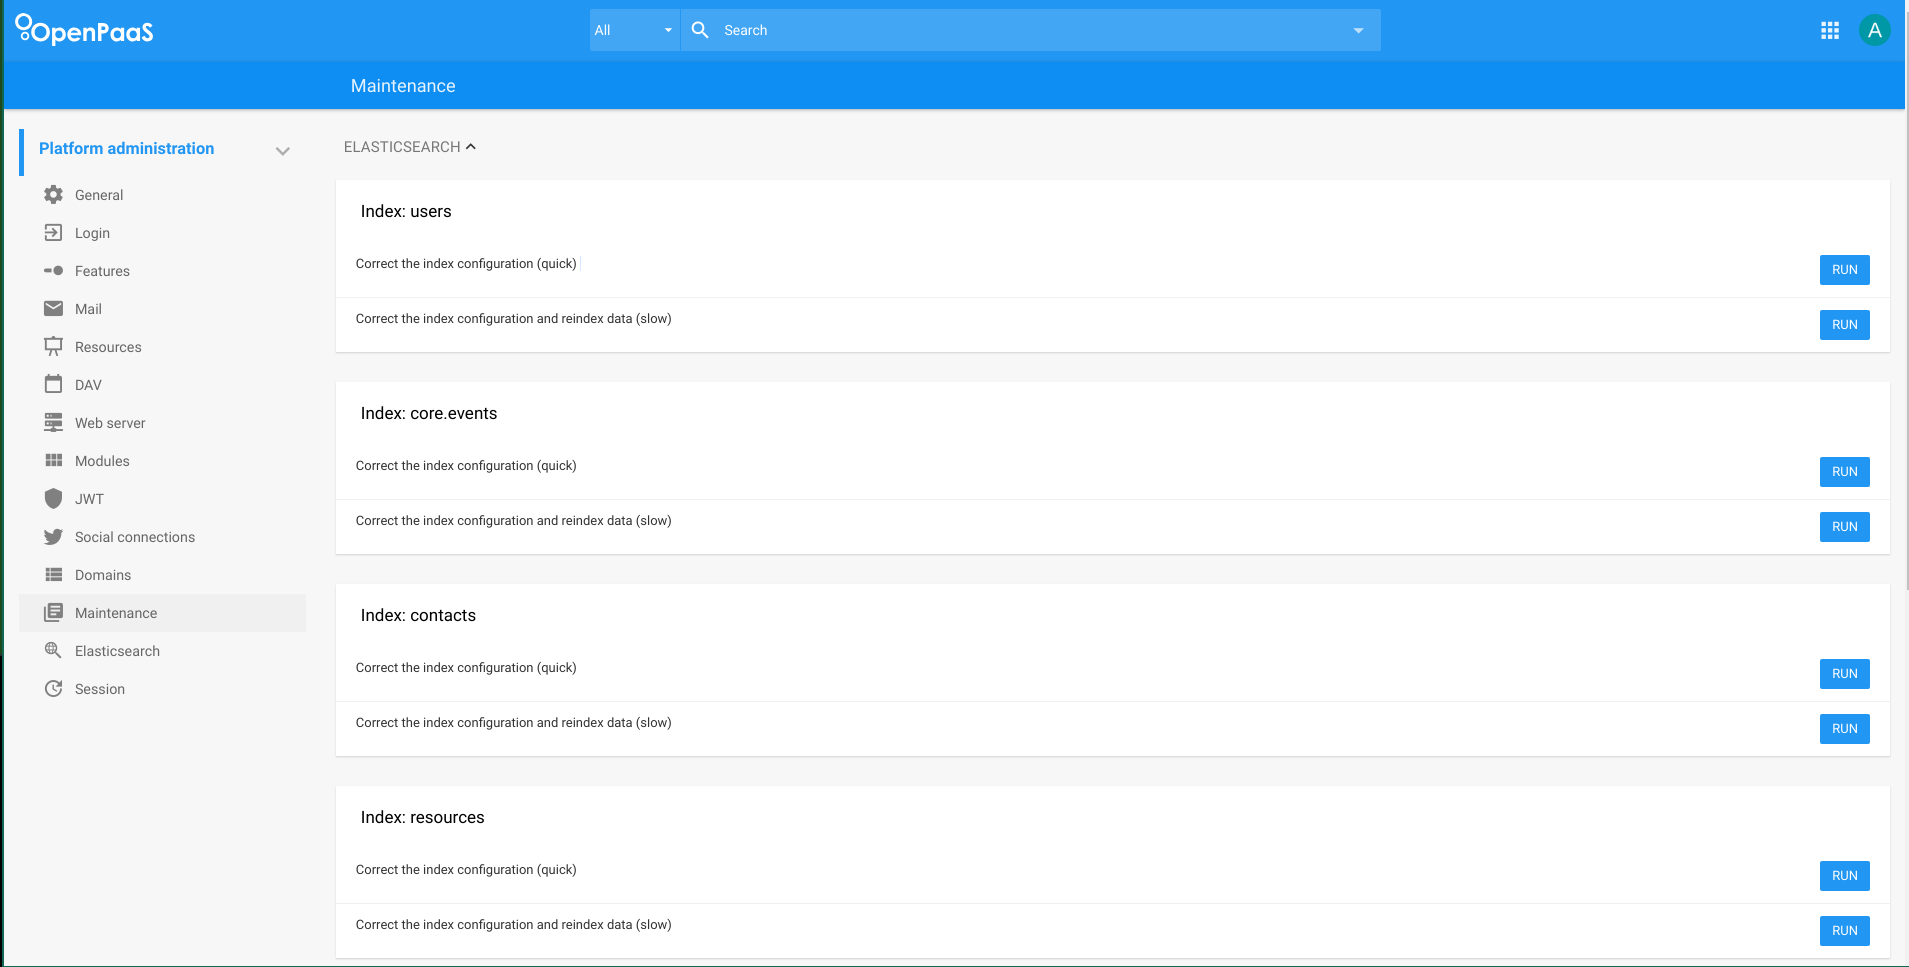 OpenPaaS
All
Search
A
Maintenance
Platform administration
General
Login
Features
Mail
Resources
DAV
Web server
Modules
JWT
Social connections
Domains
Maintenance
Elasticsearch
Session
ELASTICSEARCH
Index: users
Correct the index configuration (quick)
RUN
Correct the index configuration and reindex data (slow)
RUN
Index: core.events
Correct the index configuration (quick)
RUN
Correct the index configuration and reindex data (slow)
RUN
Index: contacts
Correct the index configuration (quick)
RUN
Correct the index configuration and reindex data (slow)
RUN
Index: resources
Correct the index configuration (quick)
RUN
Correct the index configuration and reindex data (slow)
RUN